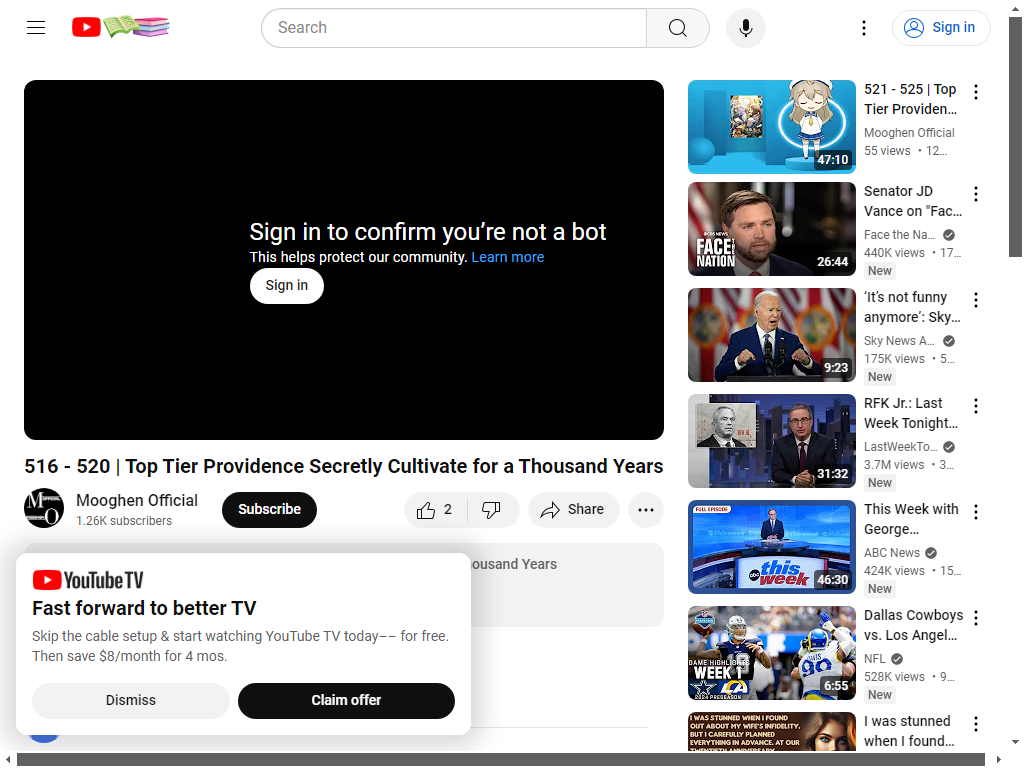 Search
Sign in
Sign in to confirm you’re not a bot
This helps protect our community. Learn more
Sign in
516 - 520 | Top Tier Providence Secretly Cultivate for a Thousand Years
Mooghen Official
1.26K subscribers
Subscribe
2
Share
ousand Years
YouTube TV
Fast forward to better TV
Skip the cable setup & start watching YouTube TV today–– for free.
Then save $8/month for 4 mos.
Dismiss
Claim offer
47:10
521 - 525 | Top
Tier Providen...
Mooghen Official
55 views • 12...
CBS NEWS
FACE THE
NATION
26:44
Senator JD
Vance on "Fac...
Face the Na...
440K views • 17...
New
9:23
‘It’s not funny
anymore’: Sky...
Sky News A...
175K views • 5...
New
31:32
RFK Jr.: Last
Week Tonight...
LastWeekTo...
3.7M views • 3...
New
FULL EPISODE
abc this
week
46:30
This Week with
George...
ABC News
424K views • 15...
New
GAME HIGHLIGHTS
WEEK 1
2024 PRESEASON
6:55
Dallas Cowboys
vs. Los Angel...
NFL
528K views • 9...
New
I WAS STUNNED WHEN I FOUND
OUT ABOUT MY WIFE'S INFIDELITY,
BUT I CAREFULLY PLANNED
EVERYTHING IN ADVANCE. AT OUR
I was stunned
when I found...